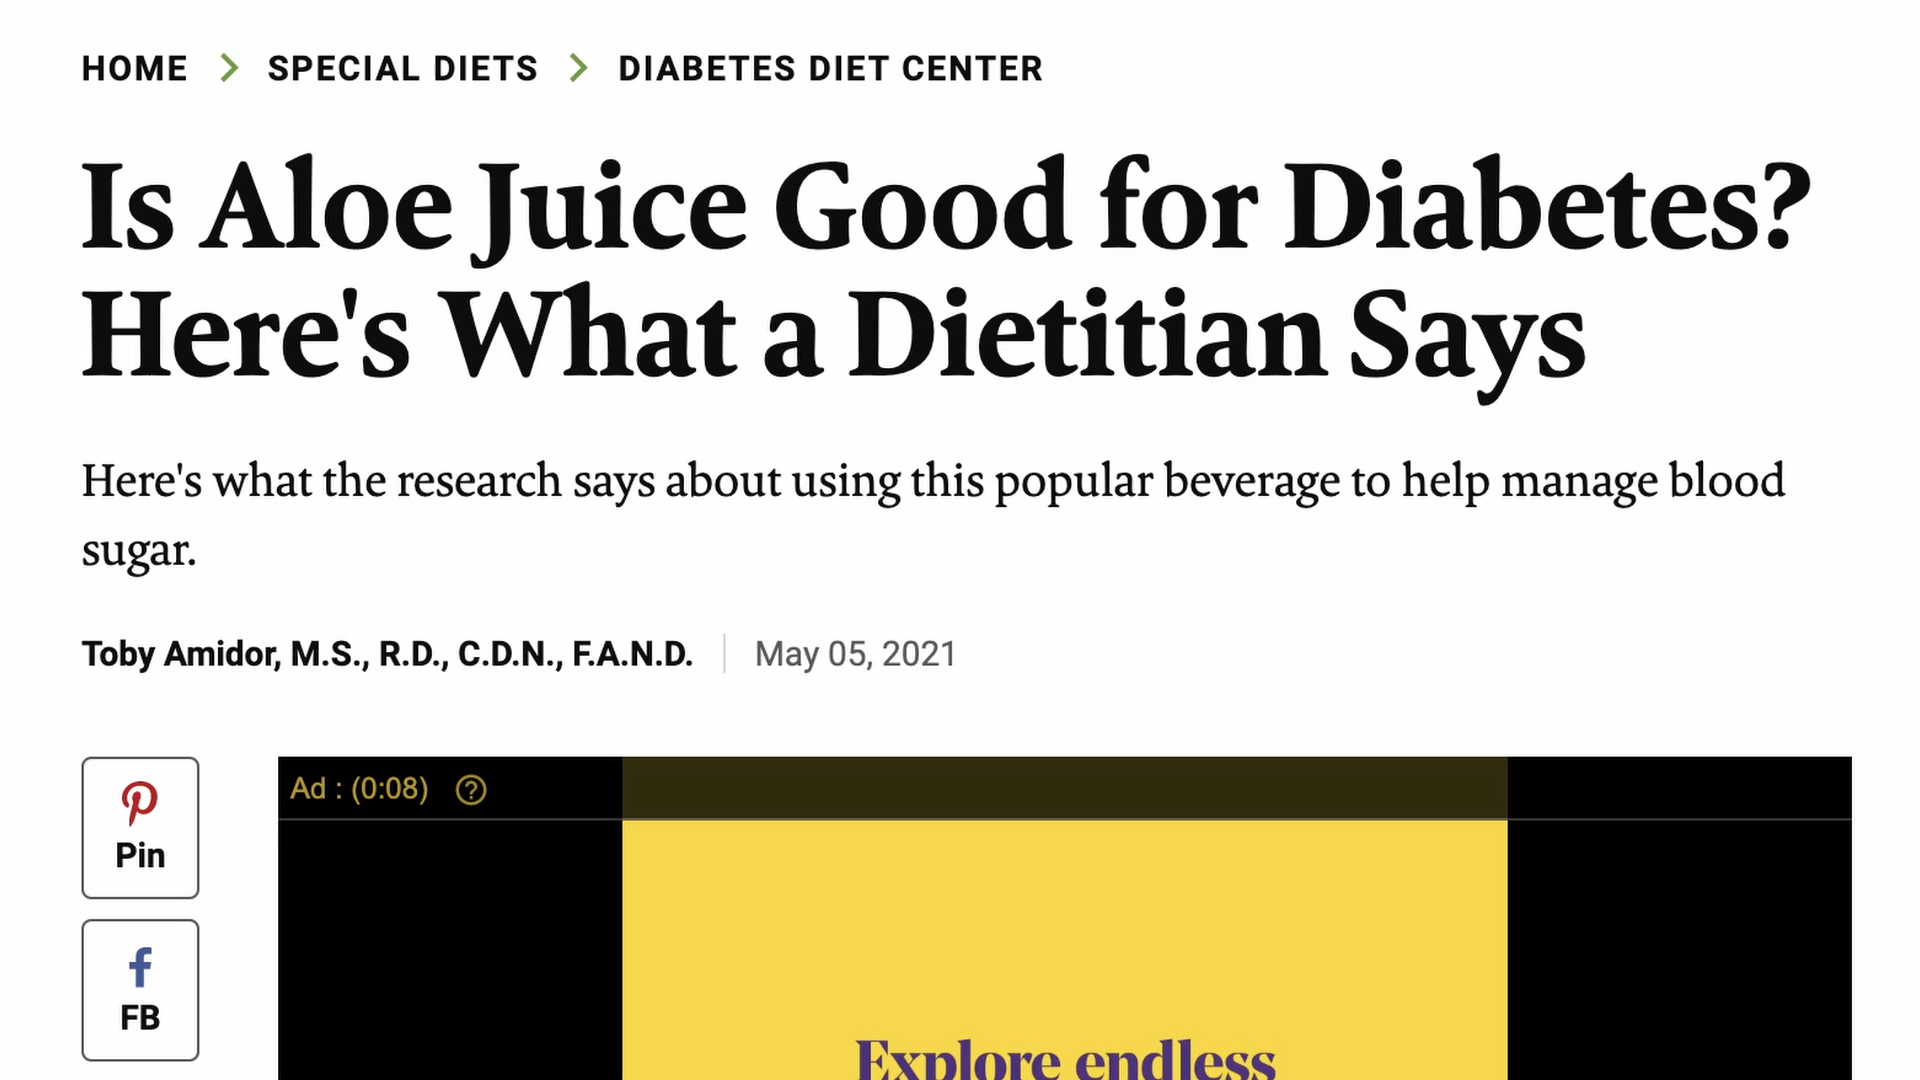 HOME > SPECIAL DIETS > DIABETES DIET CENTER
Is Aloe Juice Good for Diabetes?
Here's What a Dietitian Says
Here's what the research says about using this popular beverage to help manage blood
sugar.
Toby Amidor, M.S., R.D., C.D.N., F.A.N.D. | May 05, 2021
Ad : (0:08) ?
Pin
FB
Explore endless